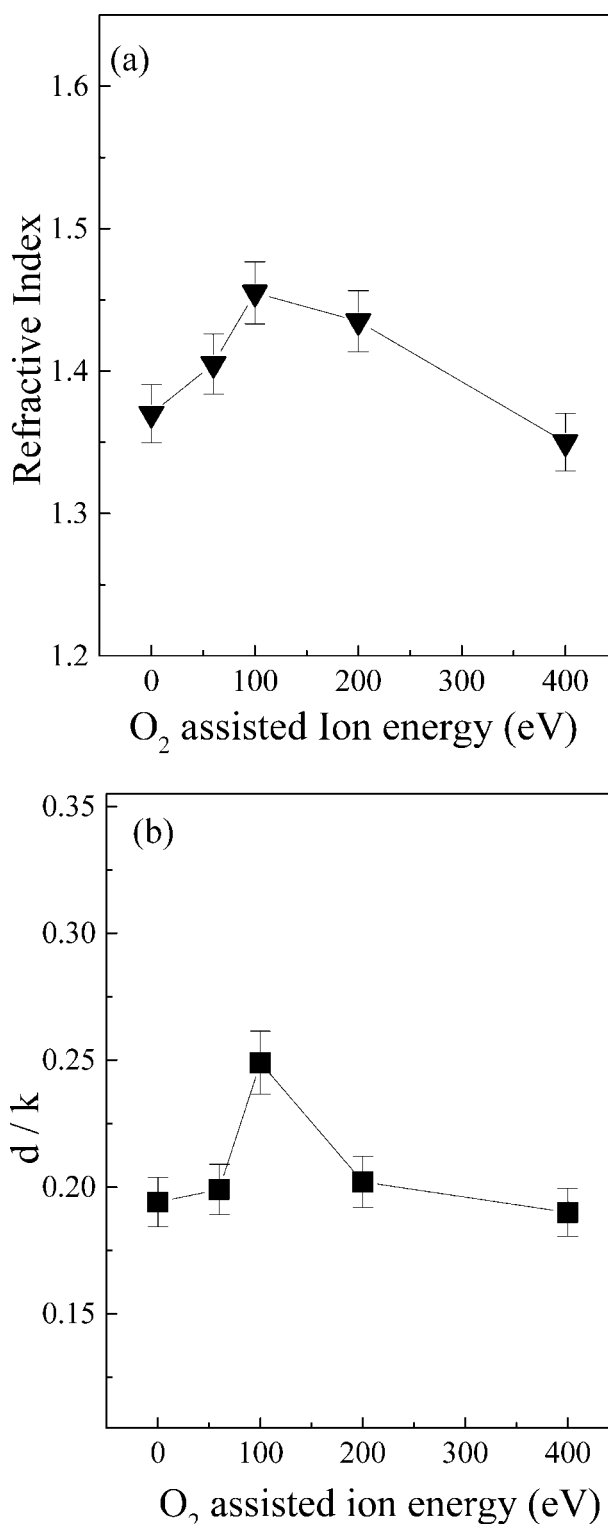 (a)
1.6
1.5
1.4
1.3
1.2
Refractive Index
0 100 200 300 400
O₂ assisted Ion energy (eV)
(b)
0.35
0.30
0.25
0.20
0.15
d / k
0 100 200 300 400
O₂ assisted ion energy (eV)